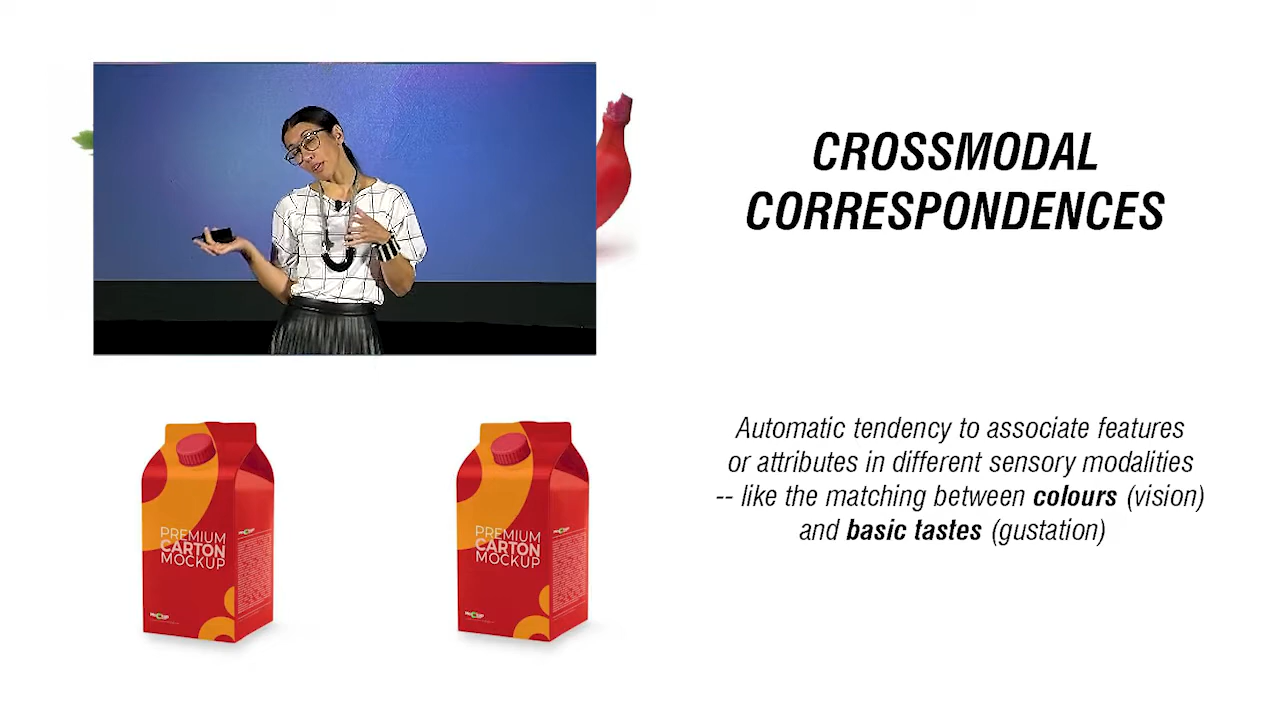 CROSSMODAL
CORRESPONDENCES
Automatic tendency to associate features
or attributes in different sensory modalities
-- like the matching between colours (vision)
and basic tastes (gustation)
PREMIUM
CARTON
MOCKUP
PREMIUM
CARTON
MOCKUP